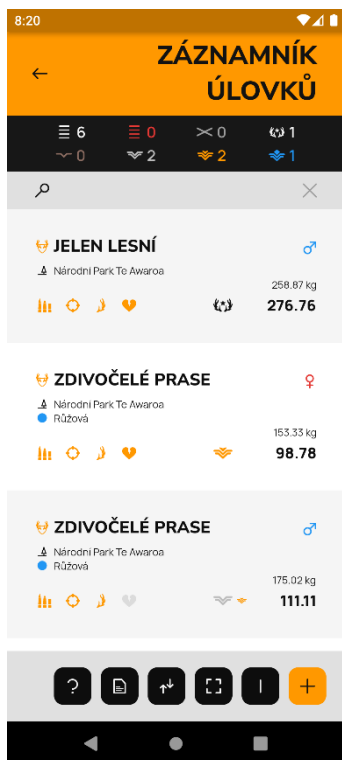 8:20
ZÁZNAMNÍK
ÚLOVKŮ
6 0 0 1
0 2 2 1
JELEN LESNÍ
Národní Park Te Awaroa
258.87 kg
276.76
ZDIVOČELÉ PRASE
Národní Park Te Awaroa
Růžová
153.33 kg
98.78
ZDIVOČELÉ PRASE
Národní Park Te Awaroa
Růžová
175.02 kg
111.11